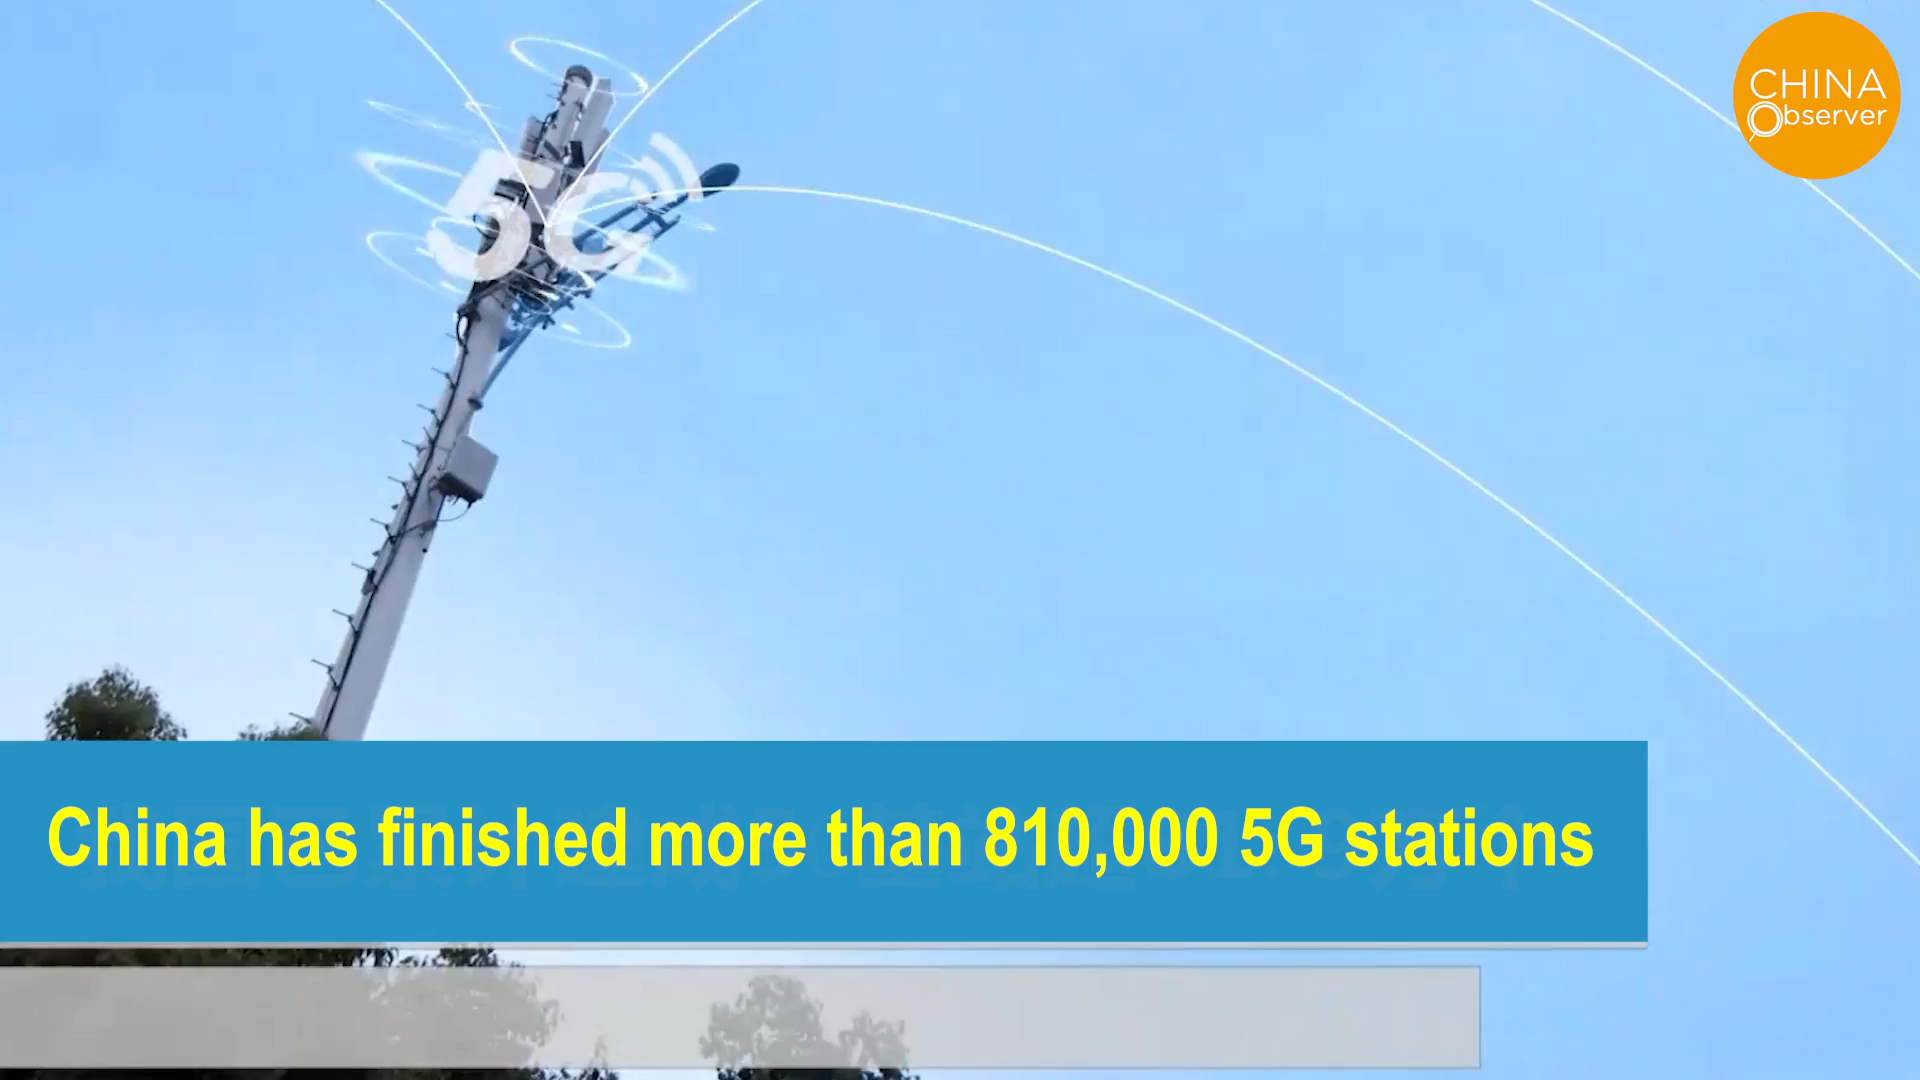 CHINA
Observer
5G
China has finished more than 810,000 5G stations